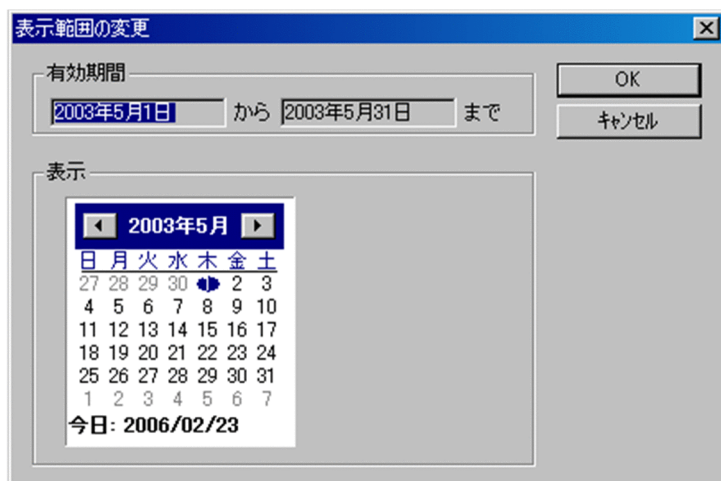 表示範囲の変更
有効期間
2003年5月1日 から 2003年5月31日 まで
OK
キャンセル
表示
2003年5月
日 月 火 水 木 金 土
27 28 29 30 1 2 3
4 5 6 7 8 9 10
11 12 13 14 15 16 17
18 19 20 21 22 23 24
25 26 27 28 29 30 31
1 2 3 4 5 6 7
今日: 2006/02/23